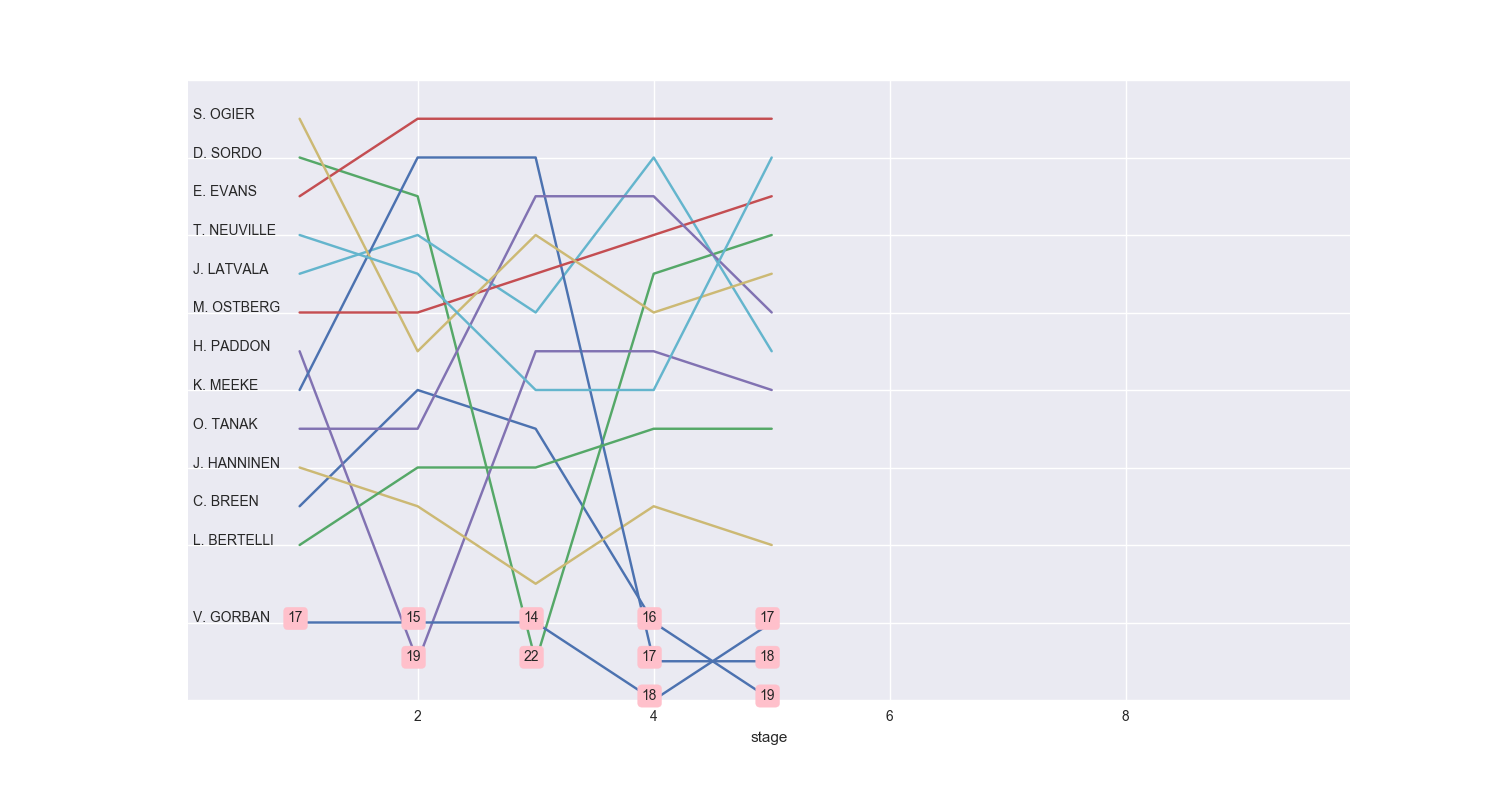 S. OGIER
D. SORDO
E. EVANS
T. NEUVILLE
J. LATVALA
M. OSTBERG
H. PADDON
K. MEEKE
O. TANAK
J. HANNINEN
C. BREEN
L. BERTELLI
V. GORBAN 17 15 14 16 17
19 22 17 18
18 19
2 4 6 8
stage